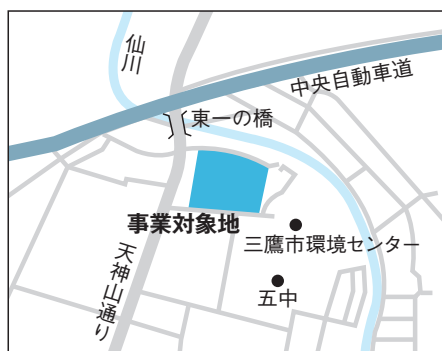 仙川
中央自動車道
東一の橋
事業対象地
三鷹市環境センター
五中
天神山通り